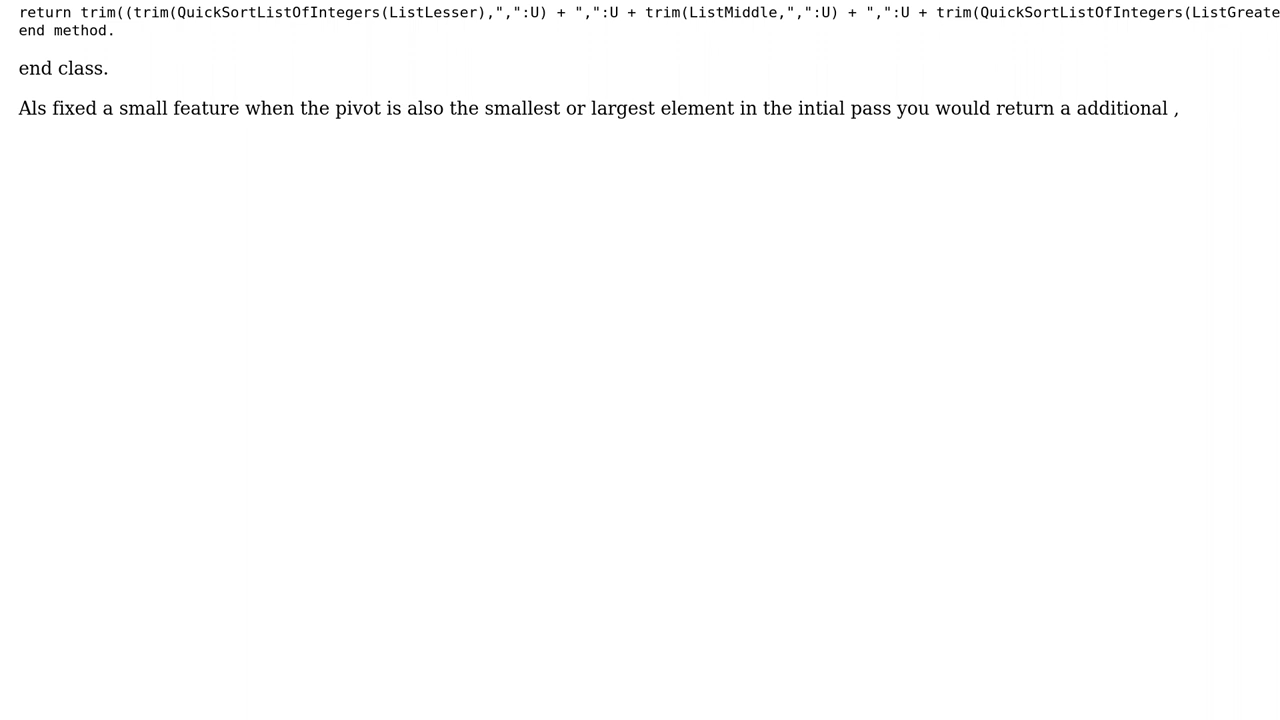 return trim((trim(QuickSortListOfIntegers(ListLesser),",":U) + ",":U + trim(ListMiddle,",":U) + ",":U + trim(QuickSortListOfIntegers(ListGreate
end method.
end class.
Als fixed a small feature when the pivot is also the smallest or largest element in the intial pass you would return a additional ,